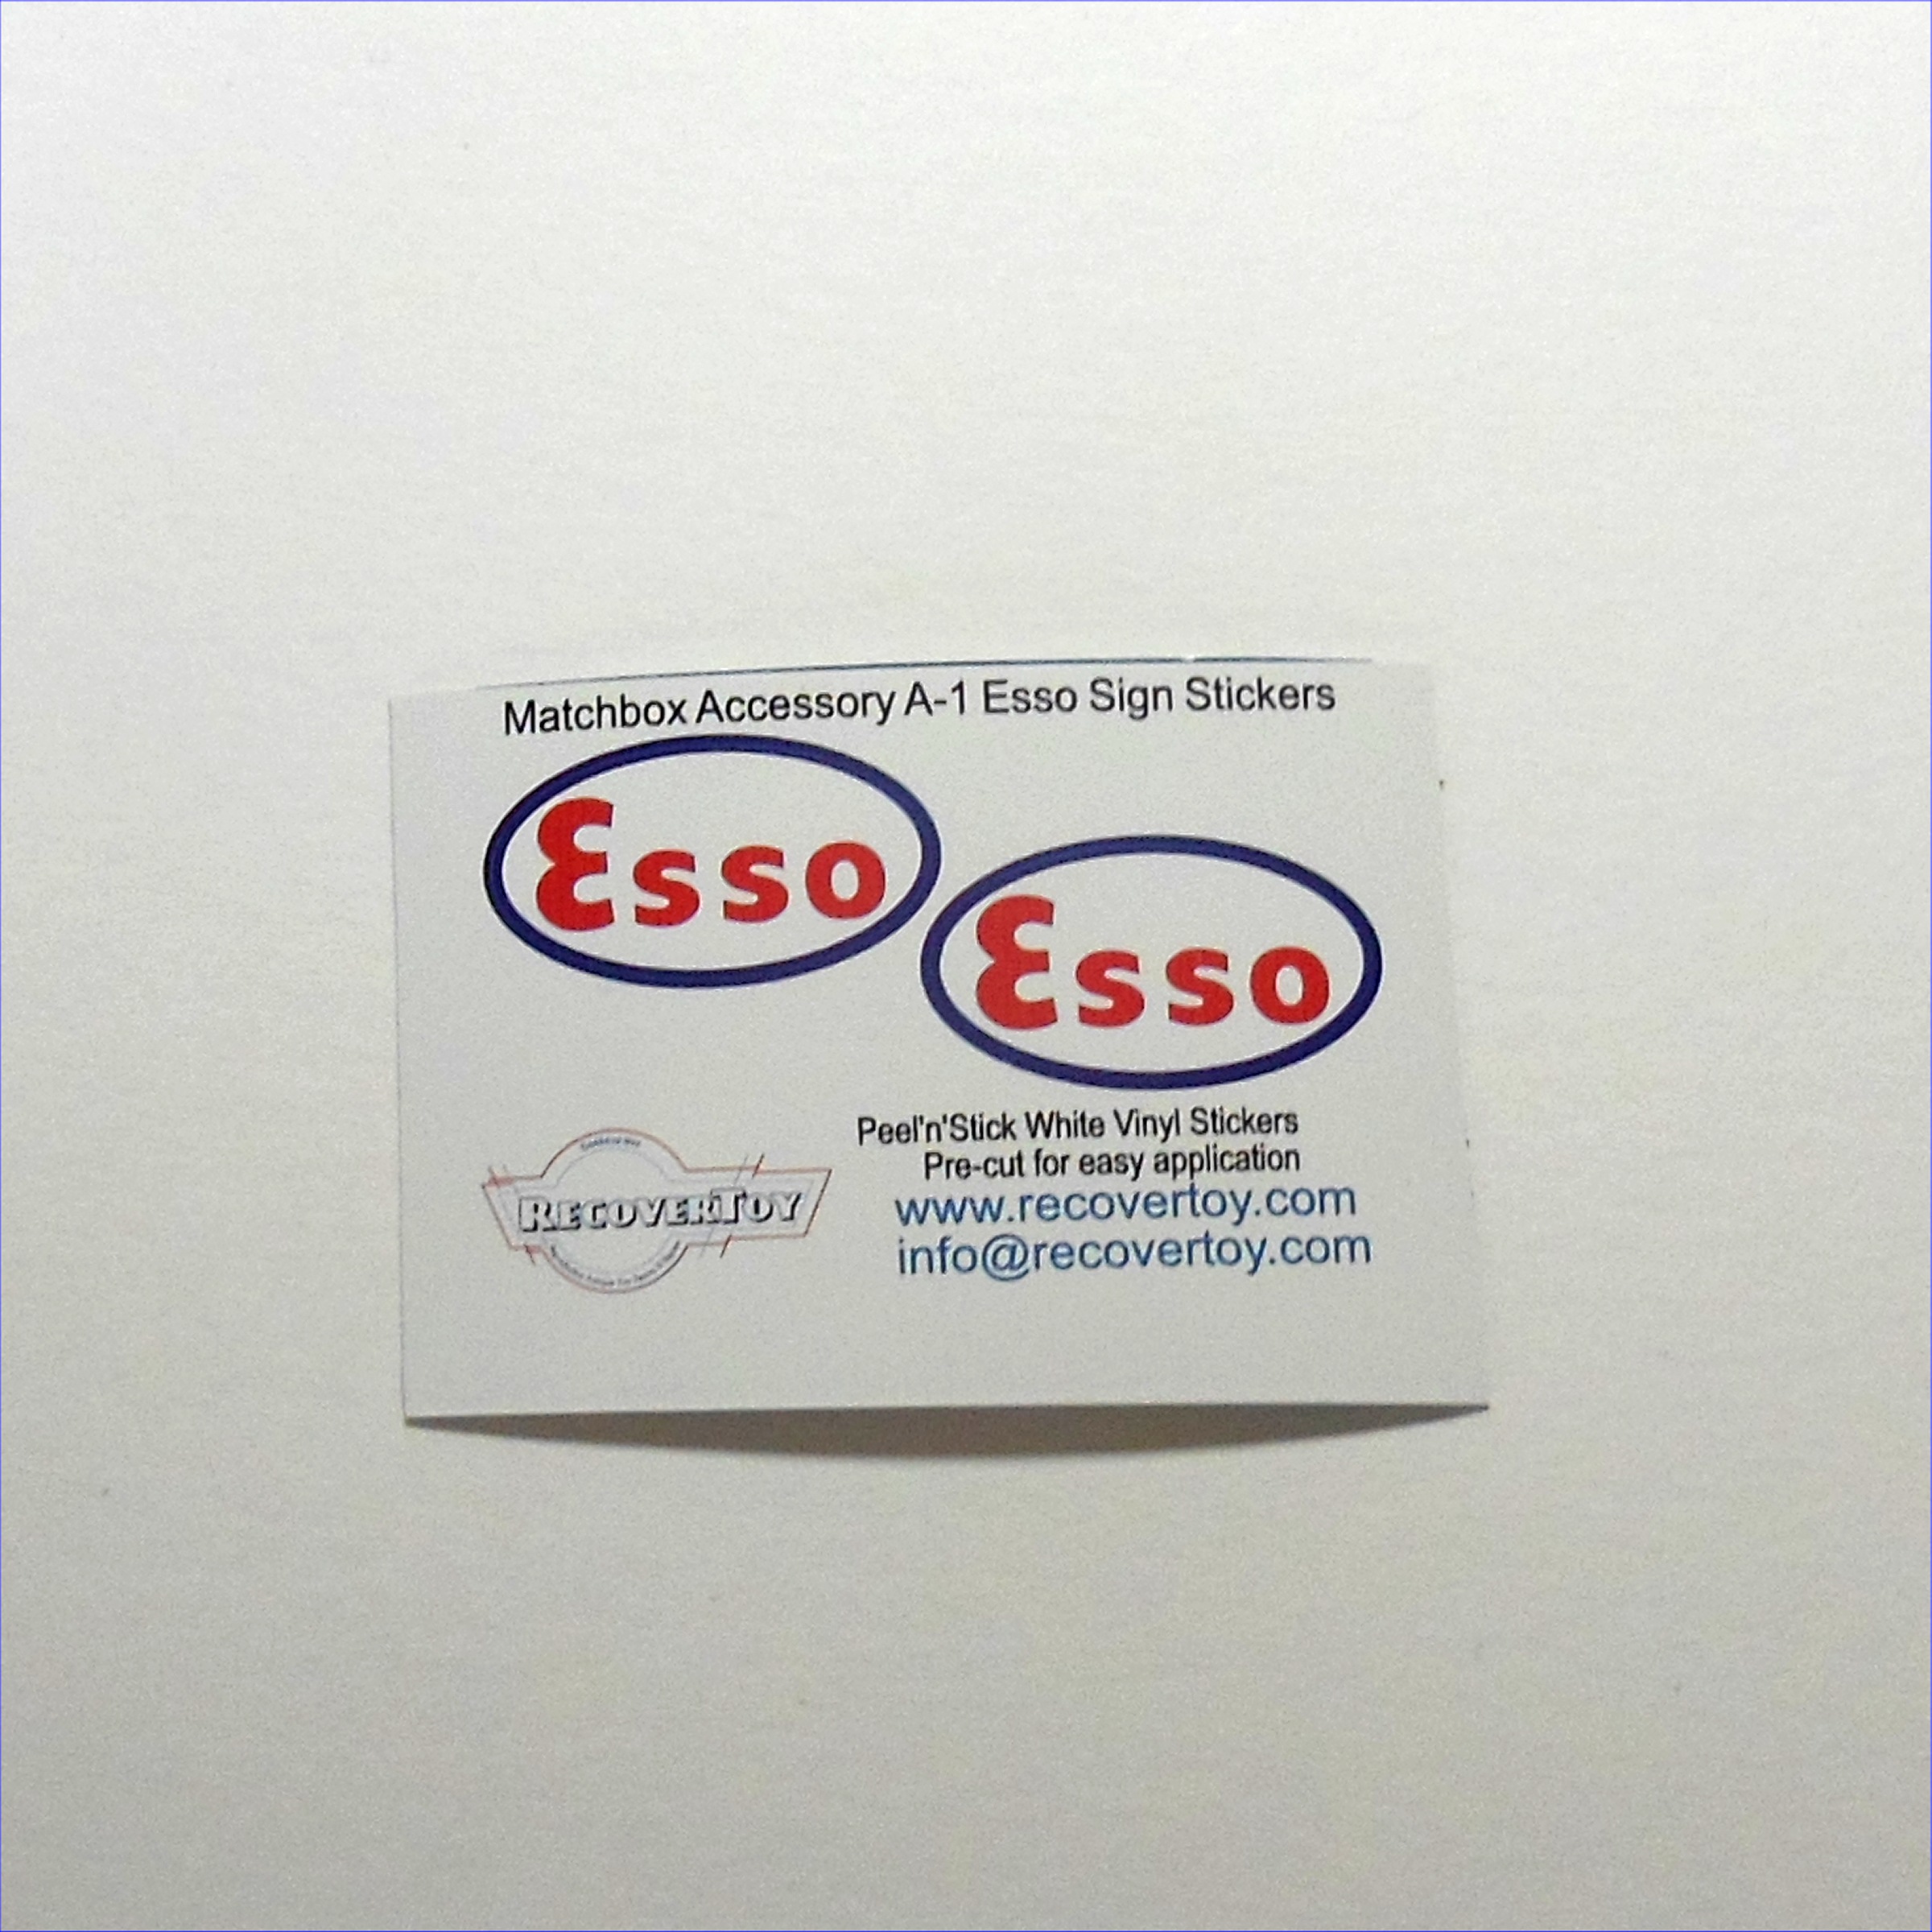 Matchbox Accessory A-1 Esso Sign Stickers
Esso
Esso
Peel'n'Stick White Vinyl Stickers
Pre-cut for easy application
www.recovertoy.com
info@recovertoy.com
RECOVERTOY